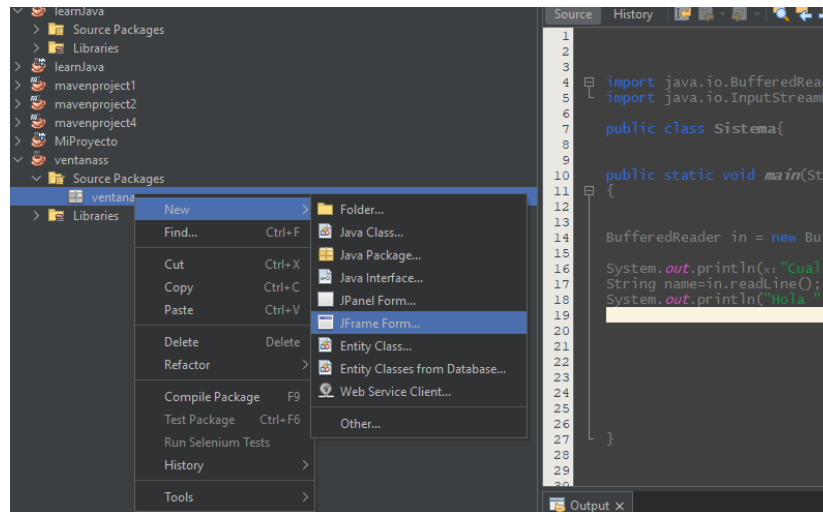 learnJava
Source Packages
Libraries
learnJava
mavenproject1
mavenproject2
mavenproject4
MiProyecto
ventanass
Source Packages
ventana
Libraries
New
Find... Ctrl+F
Cut Ctrl+X
Copy Ctrl+C
Paste Ctrl+V
Delete Delete
Refactor
Compile Package F9
Test Package Ctrl+F6
Run Selenium Tests
History
Tools
Folder...
Java Class...
Java Package...
Java Interface...
JPanel Form...
JFrame Form...
Entity Class...
Entity Classes from Database...
Web Service Client...
Other...
Source History
1
2
3
4 import java.io.BufferedRea
5 import java.io.InputStream
6
7 public class Sistema{
8
9
10 public static void main(St
11 {
12
13
14 BufferedReader in = new Bu
15
16 System.out.println(x: "Cual
17 String name=in.readLine();
18 System.out.println("Hola "
19
20
21
22
23
24
25
26
27 }
28
29
Output